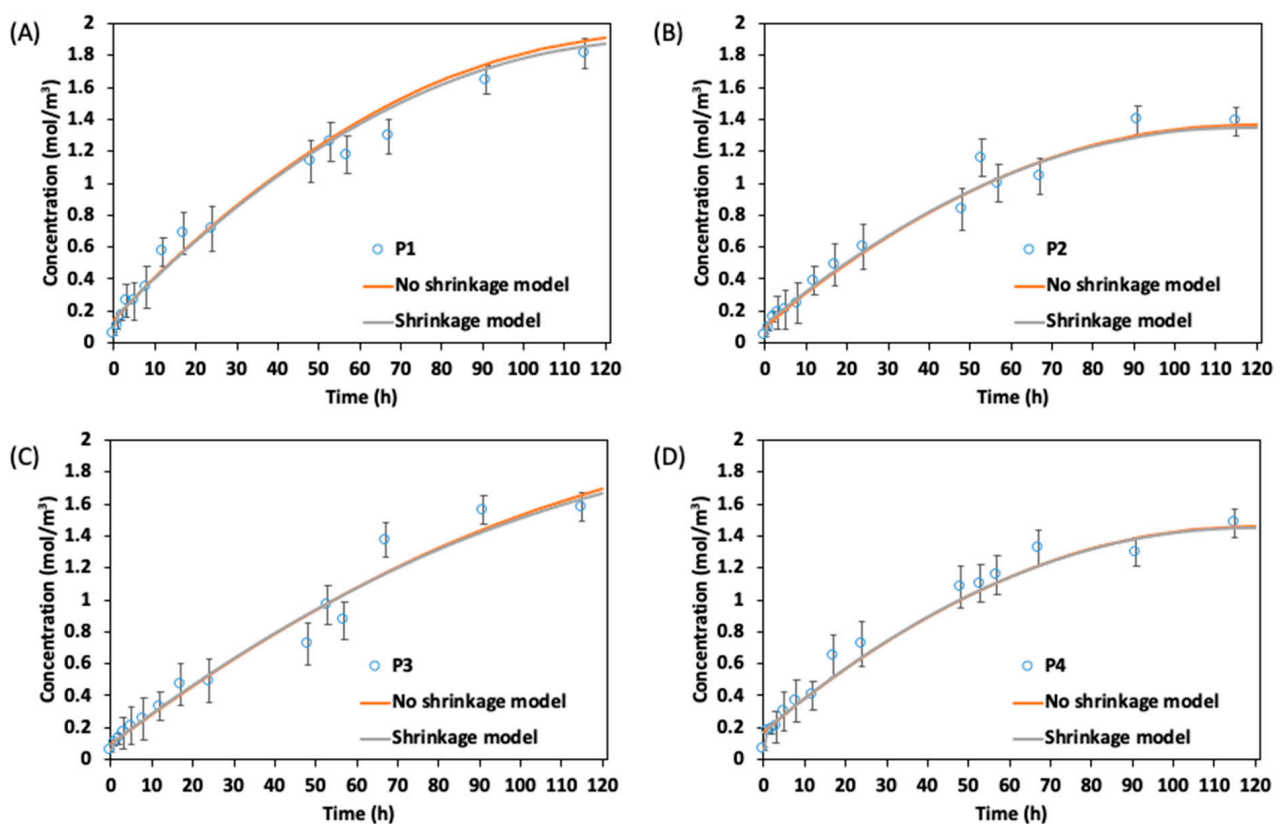 (A)
2
1.8
1.6
1.4
1.2
1
0.8
0.6
0.4
0.2
0
Concentration (mol/m³)
P1
No shrinkage model
Shrinkage model
0 10 20 30 40 50 60 70 80 90 100 110 120
Time (h)
(B)
2
1.8
1.6
1.4
1.2
1
0.8
0.6
0.4
0.2
0
Concentration (mol/m³)
P2
No shrinkage model
Shrinkage model
0 10 20 30 40 50 60 70 80 90 100 110 120
Time (h)
(C)
2
1.8
1.6
1.4
1.2
1
0.8
0.6
0.4
0.2
0
Concentration (mol/m³)
P3
No shrinkage model
Shrinkage model
0 10 20 30 40 50 60 70 80 90 100 110 120
Time (h)
(D)
2
1.8
1.6
1.4
1.2
1
0.8
0.6
0.4
0.2
0
Concentration (mol/m³)
P4
No shrinkage model
Shrinkage model
0 10 20 30 40 50 60 70 80 90 100 110 120
Time (h)